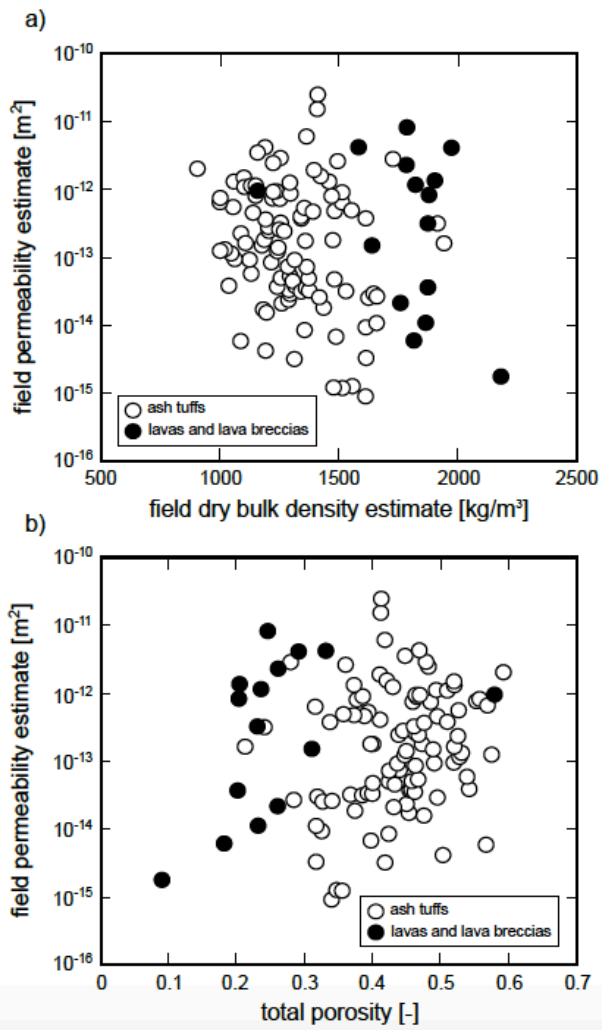 a)
field permeability estimate [m²]
10⁻¹⁰
10⁻¹¹
10⁻¹²
10⁻¹³
10⁻¹⁴
10⁻¹⁵
10⁻¹⁶
ash tuffs
lavas and lava breccias
500
1000
1500
2000
2500
field dry bulk density estimate [kg/m³]
b)
field permeability estimate [m²]
10⁻¹⁰
10⁻¹¹
10⁻¹²
10⁻¹³
10⁻¹⁴
10⁻¹⁵
10⁻¹⁶
ash tuffs
lavas and lava breccias
0
0.1
0.2
0.3
0.4
0.5
0.6
0.7
total porosity [-]